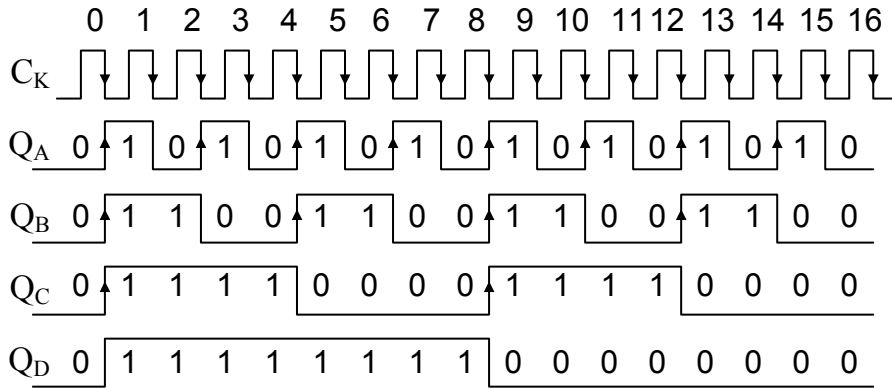 0 1 2 3 4 5 6 7 8 9 10 11 12 13 14 15 16
CK
QA 0 1 0 1 0 1 0 1 0 1 0 1 0 1 0 1 0
QB 0 1 1 0 0 1 1 0 0 1 1 0 0 1 1 0 0
QC 0 1 1 1 1 0 0 0 0 1 1 1 1 0 0 0 0
QD 0 1 1 1 1 1 1 1 1 0 0 0 0 0 0 0 0